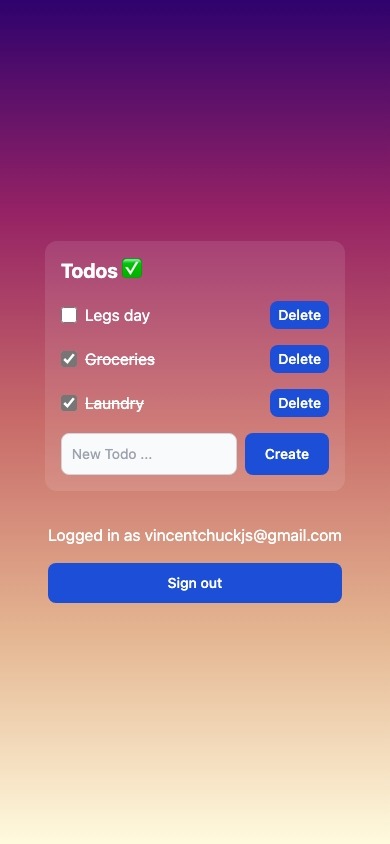 Todos ✅
Legs day Delete
Groceries Delete
Laundry Delete
New Todo ... Create
Logged in as vincentchuckjs@gmail.com
Sign out